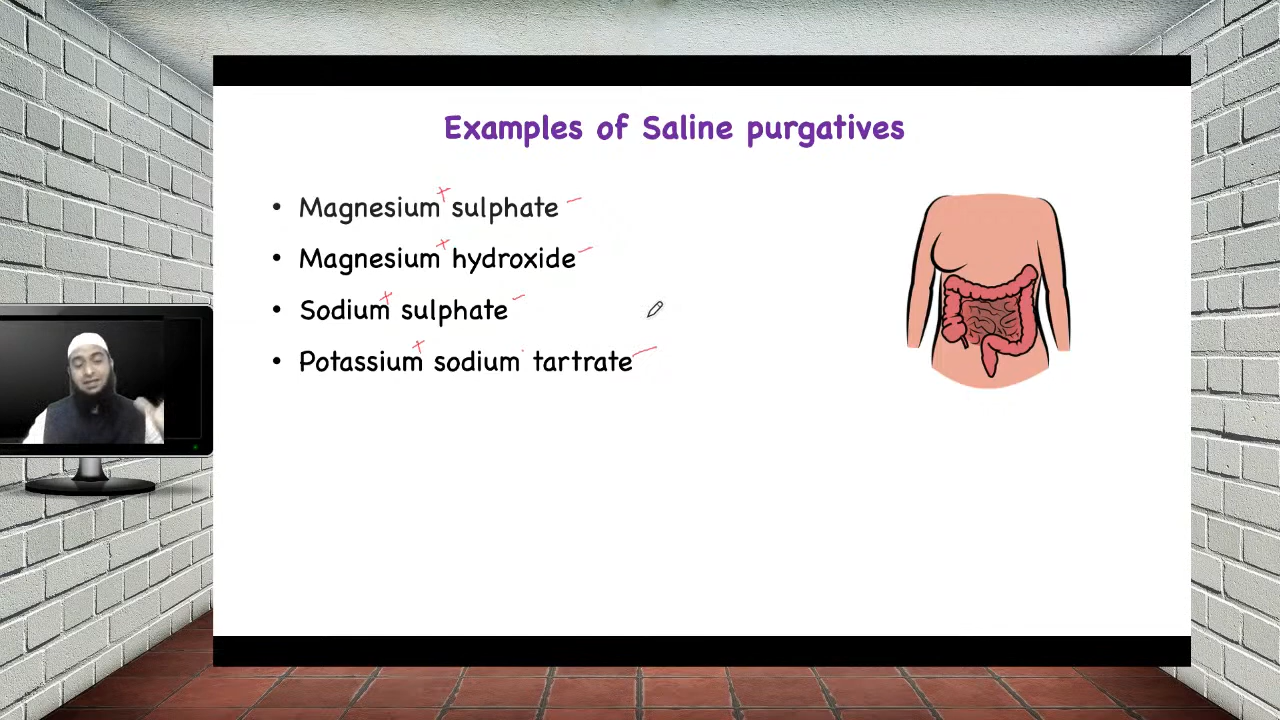 Examples of Saline purgatives
• Magnesium + sulphate -
• Magnesium + hydroxide -
• Sodium + sulphate -
• Potassium + sodium tartrate -